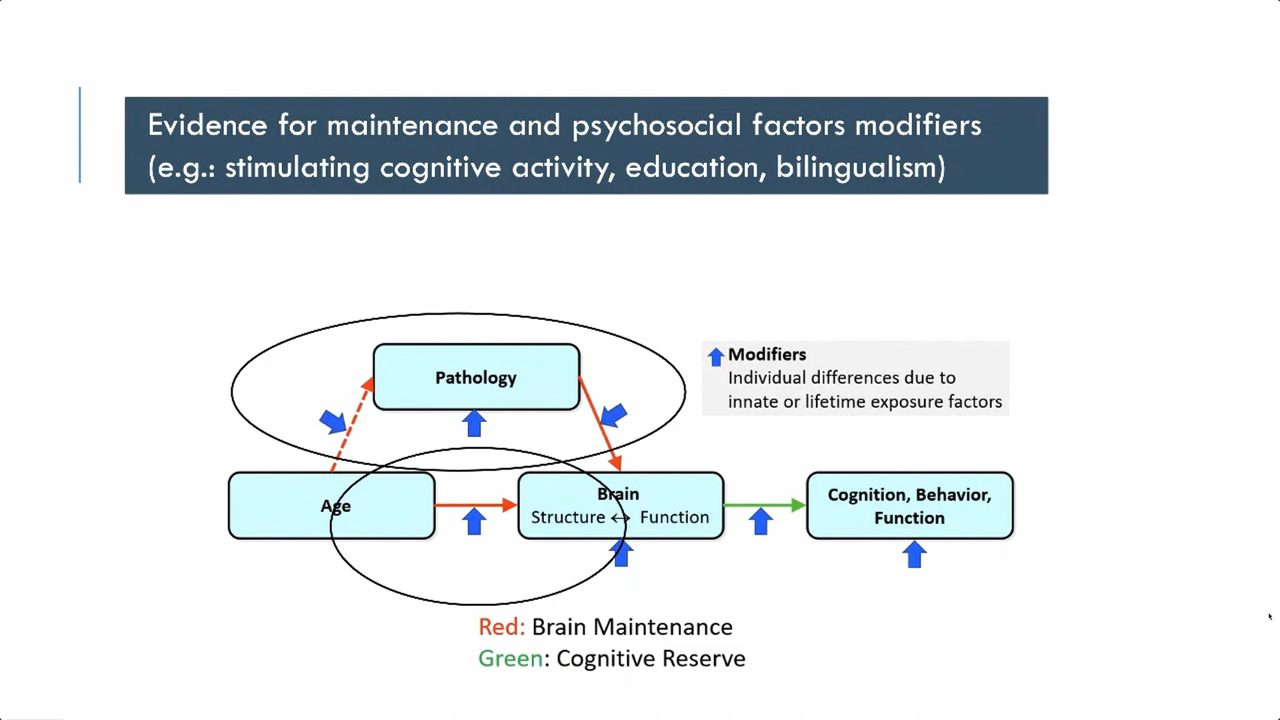 Evidence for maintenance and psychosocial factors modifiers
(e.g.: stimulating cognitive activity, education, bilingualism)
Pathology
Modifiers
Individual differences due to
innate or lifetime exposure factors
Age
Brain
Structure ↔ Function
Cognition, Behavior,
Function
Red: Brain Maintenance
Green: Cognitive Reserve